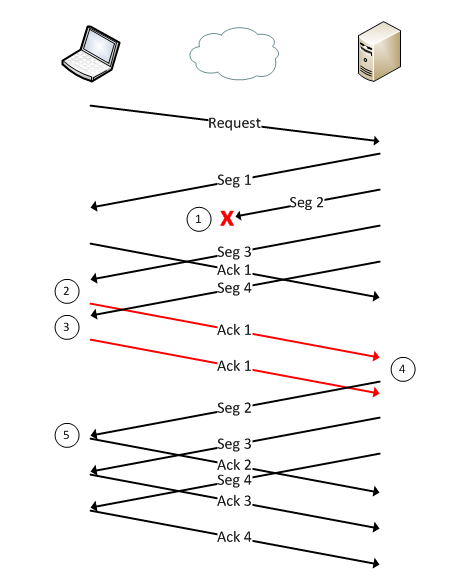 Request
Seg 1
Seg 2
1
X
Seg 3
Ack 1
Seg 4
2
3
Ack 1
Ack 1
4
Seg 2
5
Seg 3
Ack 2
Seg 4
Ack 3
Ack 4